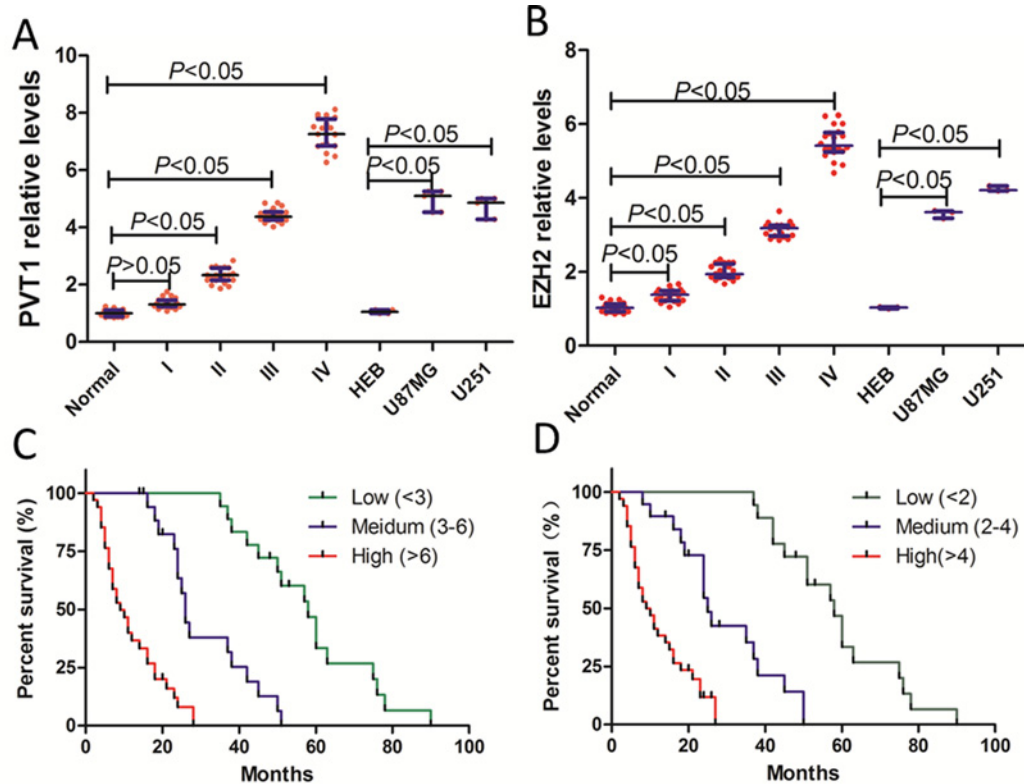 A
PVT1 relative levels
10
8
6
4
2
0
P<0.05
P<0.05
P<0.05
P>0.05
P<0.05
P<0.05
Normal
I
II
III
IV
HEB
U87MG
U251
B
EZH2 relative levels
8
6
4
2
0
P<0.05
P<0.05
P<0.05
P<0.05
P<0.05
P<0.05
Normal
I
II
III
IV
HEB
U87MG
U251
C
Percent survival (%)
100
75
50
25
0
Low (<3)
Meidum (3-6)
High (>6)
0 20 40 60 80 100
Months
D
Percent survival (%)
100
75
50
25
0
Low (<2)
Medium (2-4)
High(>4)
0 20 40 60 80 100
Months